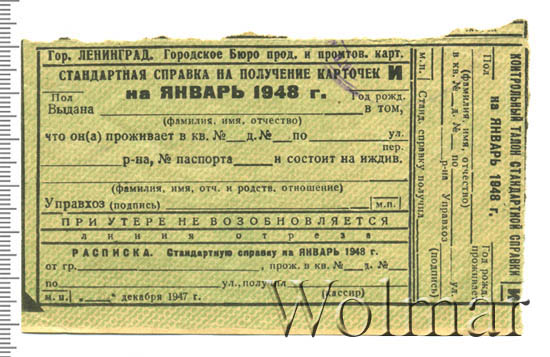 Гор. ЛЕНИНГРАД. Городское Бюро прод. и промтов. карт.
СТАНДАРТНАЯ СПРАВКА НА ПОЛУЧЕНИЕ КАРТОЧЕК И
на ЯНВАРЬ 1948 г.
Пол Год рожд.
Выдана в том,
(фамилия, имя, отчество)
что он(а) проживает в кв. № д. № по ул.
пер.
р-на, № паспорта и состоит на иждив.
(фамилия, имя, отч. и родств. отношение)
Управхоз (подпись) м.п.
ПРИ УТЕРЕ НЕ ВОЗОБНОВЛЯЕТСЯ
линия отреза
РАСПИСКА. Стандартную справку на ЯНВАРЬ 1948 г.
от гр. , прож. в кв. № д. №
по ул., получил
м. п. „ “ декабря 1947 г. (кассир)
КОНТРОЛЬНЫЙ ТАЛОН СТАНДАРТНОЙ СПРАВКИ И
на ЯНВАРЬ 1948 г.
Пол Год рожд.
(фамилия, имя, отчество) проживает
в кв. № д. № по ул.
р-на Управхоз (подпись)
м.п. Станд. справку получил
Wolmar